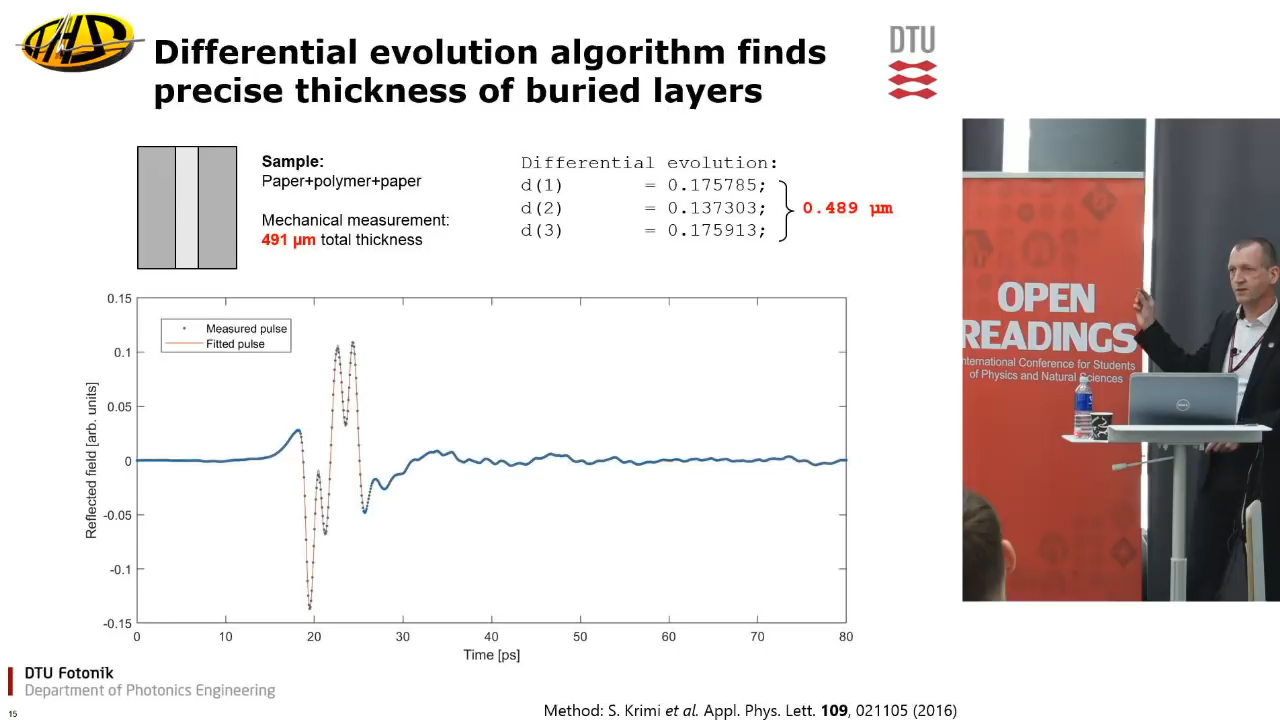 THSD
Differential evolution algorithm finds
precise thickness of buried layers
DTU
Sample:
Paper+polymer+paper
Mechanical measurement:
491 µm total thickness
Differential evolution:
d(1) = 0.175785;
d(2) = 0.137303;
d(3) = 0.175913;
0.489 µm
0.15
0.1
0.05
0
-0.05
-0.1
-0.15
Reflected field [arb. units]
Measured pulse
Fitted pulse
0 10 20 30 40 50 60 70 80
Time [ps]
OPEN
READINGS
nternational Conference for Students
of Physics and Natural Sciences
DELL
DTU Fotonik
Department of Photonics Engineering
15
Method: S. Krimi et al. Appl. Phys. Lett. 109, 021105 (2016)